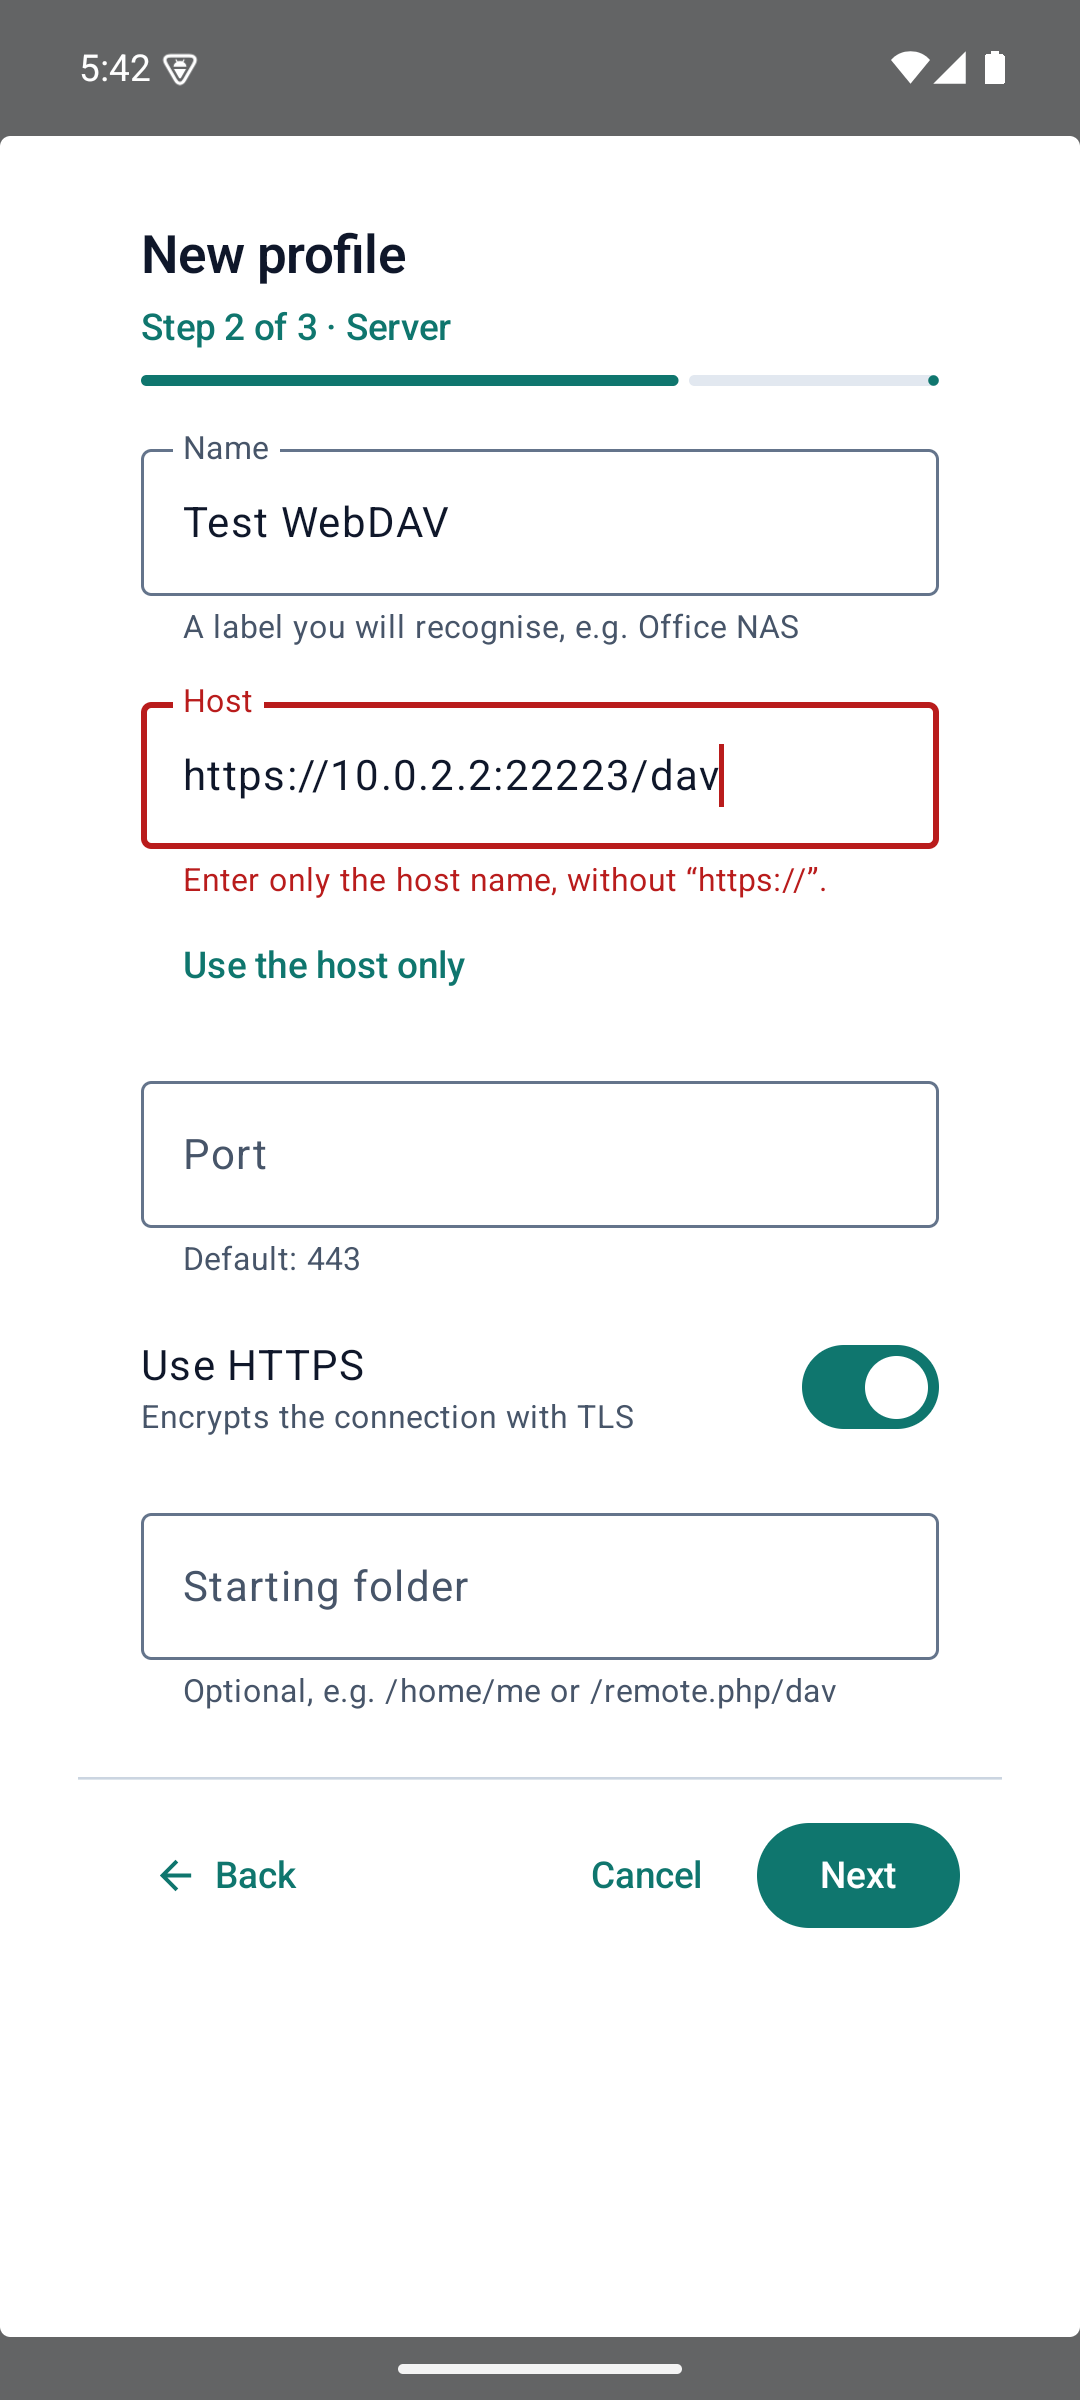 5:42
New profile
Step 2 of 3 · Server
Name
Test WebDAV
A label you will recognise, e.g. Office NAS
Host
https://10.0.2.2:22223/dav
Enter only the host name, without “https://”.
Use the host only
Port
Default: 443
Use HTTPS
Encrypts the connection with TLS
Starting folder
Optional, e.g. /home/me or /remote.php/dav
Back
Cancel
Next